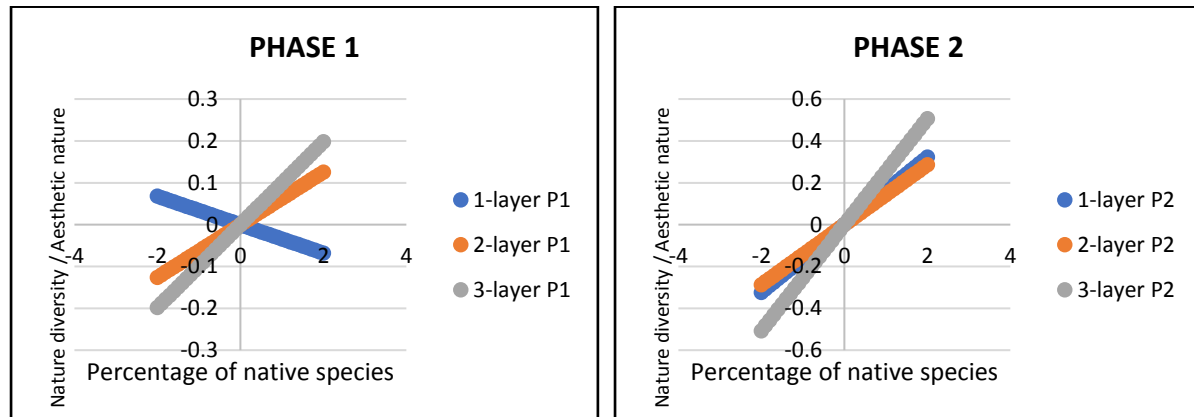 PHASE 1
Nature diversity / Aesthetic nature
0.3
0.2
0.1
0
-0.1
-0.2
-0.3
-4
-2
0
2
4
Percentage of native species
1-layer P1
2-layer P1
3-layer P1
PHASE 2
Nature diversity / Aesthetic nature
0.6
0.4
0.2
0
-0.2
-0.4
-0.6
-4
-2
0
2
4
Percentage of native species
1-layer P2
2-layer P2
3-layer P2